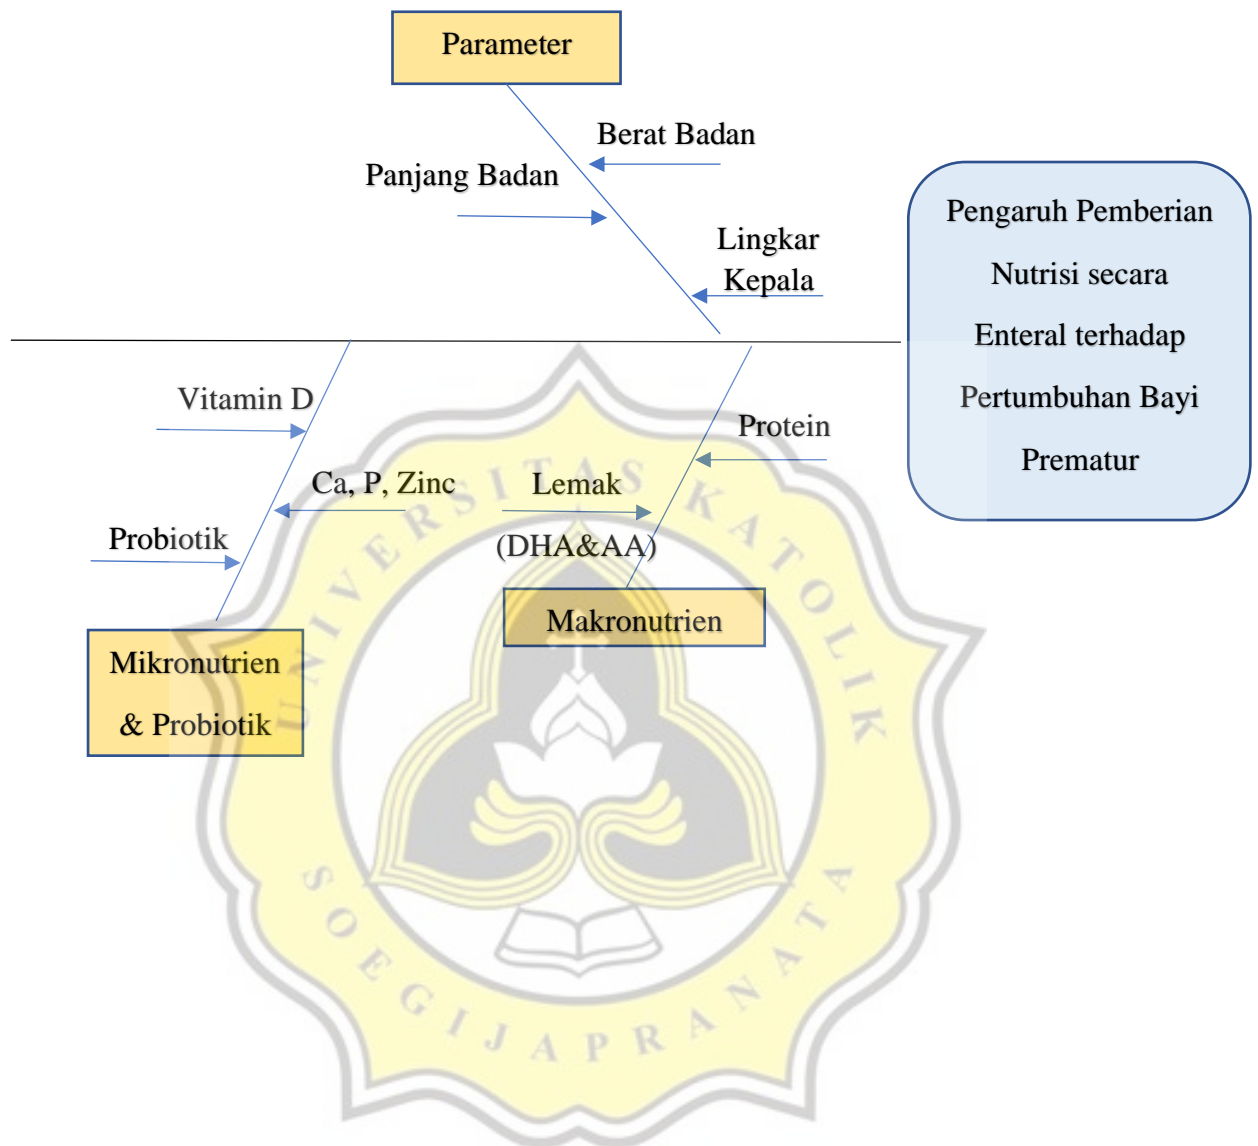 Parameter
Berat Badan
Panjang Badan
Lingkar
Kepala
Pengaruh Pemberian
Nutrisi secara
Enteral terhadap
Pertumbuhan Bayi
Prematur
Vitamin D
Ca, P, Zinc
Probiotik
Mikronutrien
& Probiotik
Protein
Lemak
(DHA&AA)
Makronutrien
UNIVERSITAS KATOLIK
SOEGIJAPRANATA